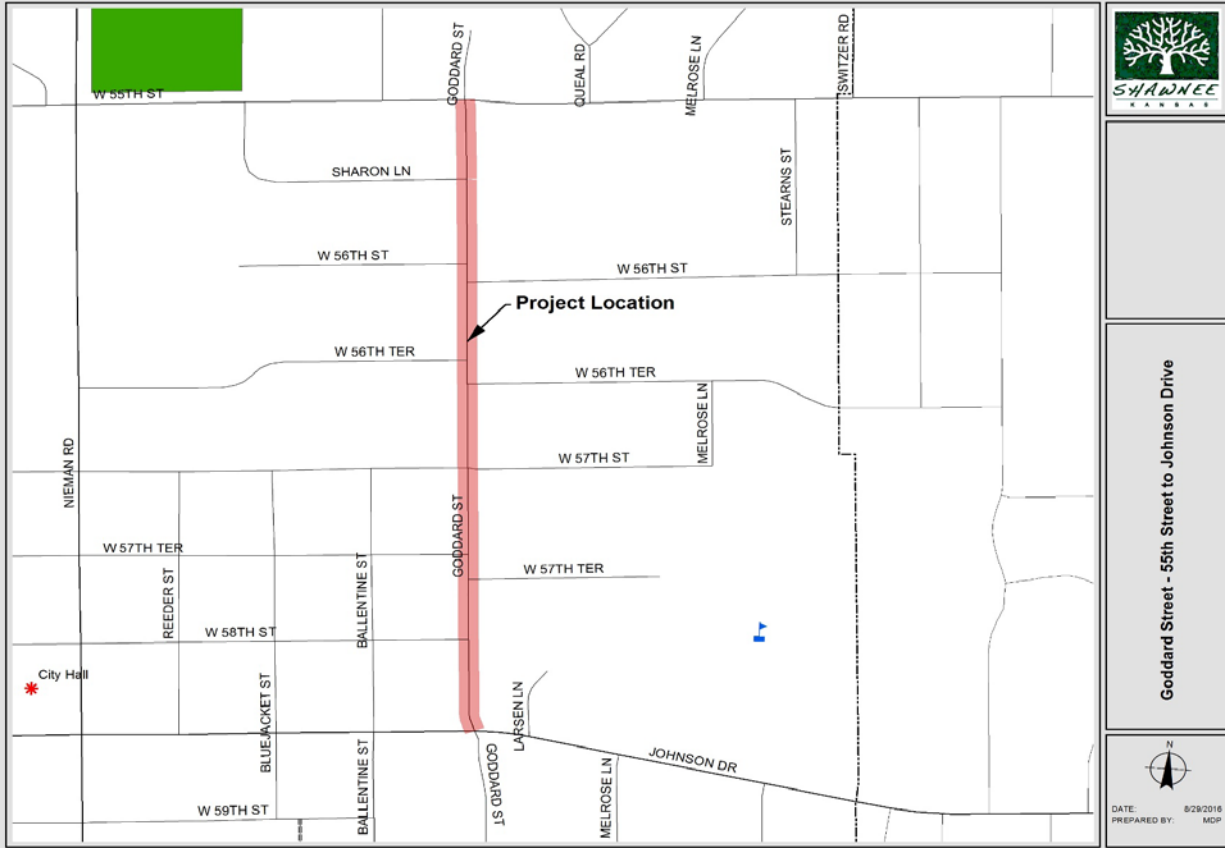 GODDARD ST
QUEAL RD
MELROSE LN
SWITZER RD
W 55TH ST
SHARON LN
STEARNS ST
W 56TH ST
W 56TH ST
Project Location
W 56TH TER
W 56TH TER
MELROSE LN
NIEMAN RD
W 57TH ST
GODDARD ST
W 57TH TER
W 57TH TER
REEDER ST
BALLENTINE ST
W 58TH ST
City Hall
BLUEJACKET ST
LARSEN LN
JOHNSON DR
BALLENTINE ST
GODDARD ST
MELROSE LN
W 59TH ST
SHAWNEE
KANSAS
Goddard Street - 55th Street to Johnson Drive
N
DATE: 8/29/2016
PREPARED BY: MDP